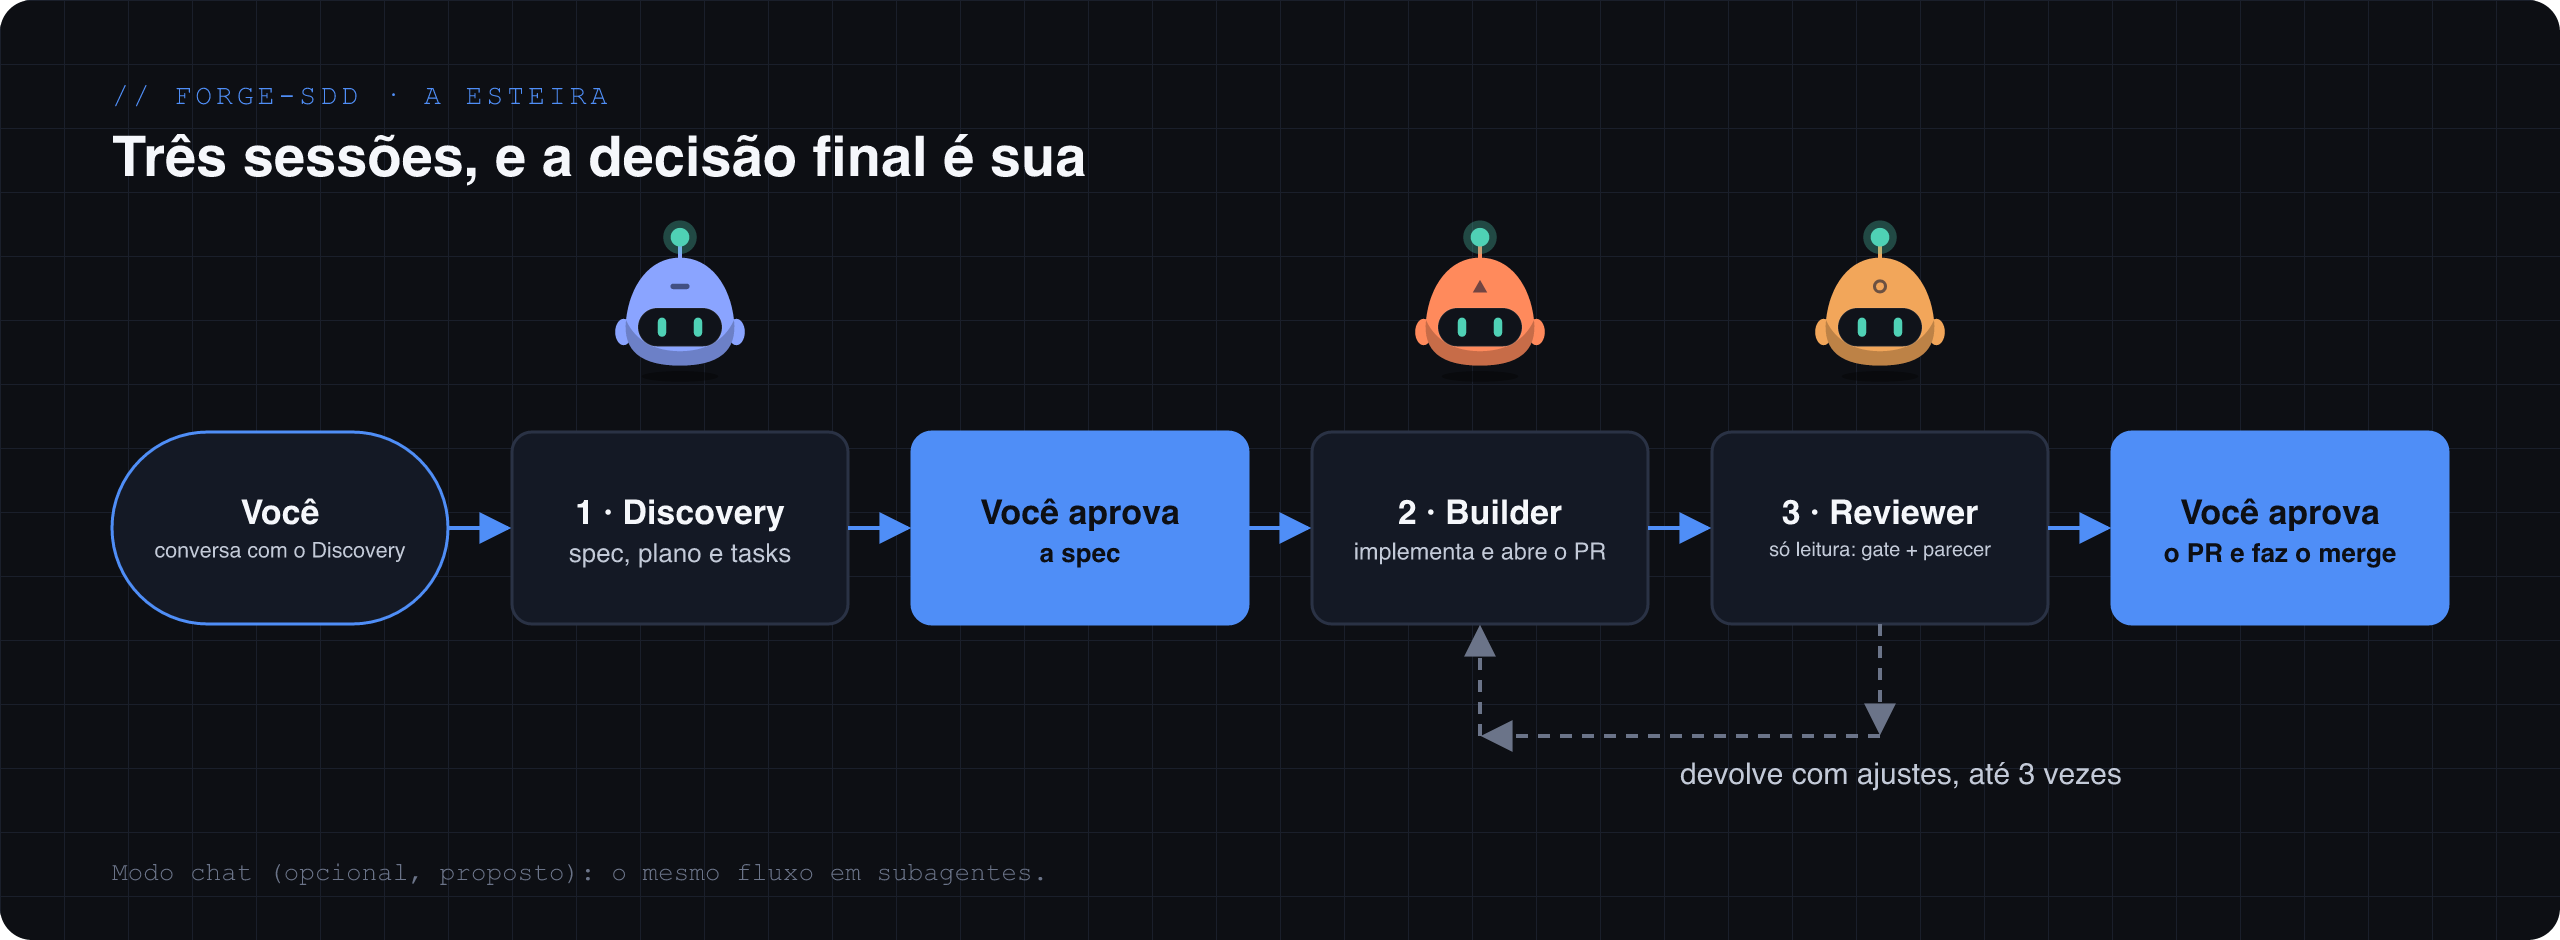 // FORGE-SDD · A ESTEIRA
Três sessões, e a decisão final é sua
Você
conversa com o Discovery
1 · Discovery
spec, plano e tasks
Você aprova
a spec
2 · Builder
implementa e abre o PR
3 · Reviewer
só leitura: gate + parecer
Você aprova
o PR e faz o merge
devolve com ajustes, até 3 vezes
Modo chat (opcional, proposto): o mesmo fluxo em subagentes.